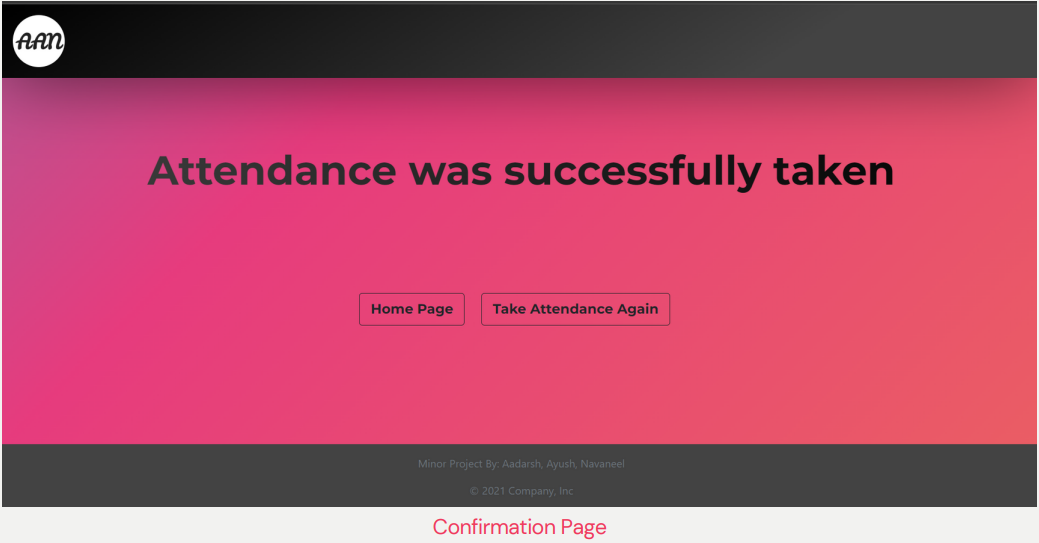 AAN
Attendance was successfully taken
Home Page Take Attendance Again
Minor Project By: Aadarsh, Ayush, Navaneel
© 2021 Company, Inc
Confirmation Page